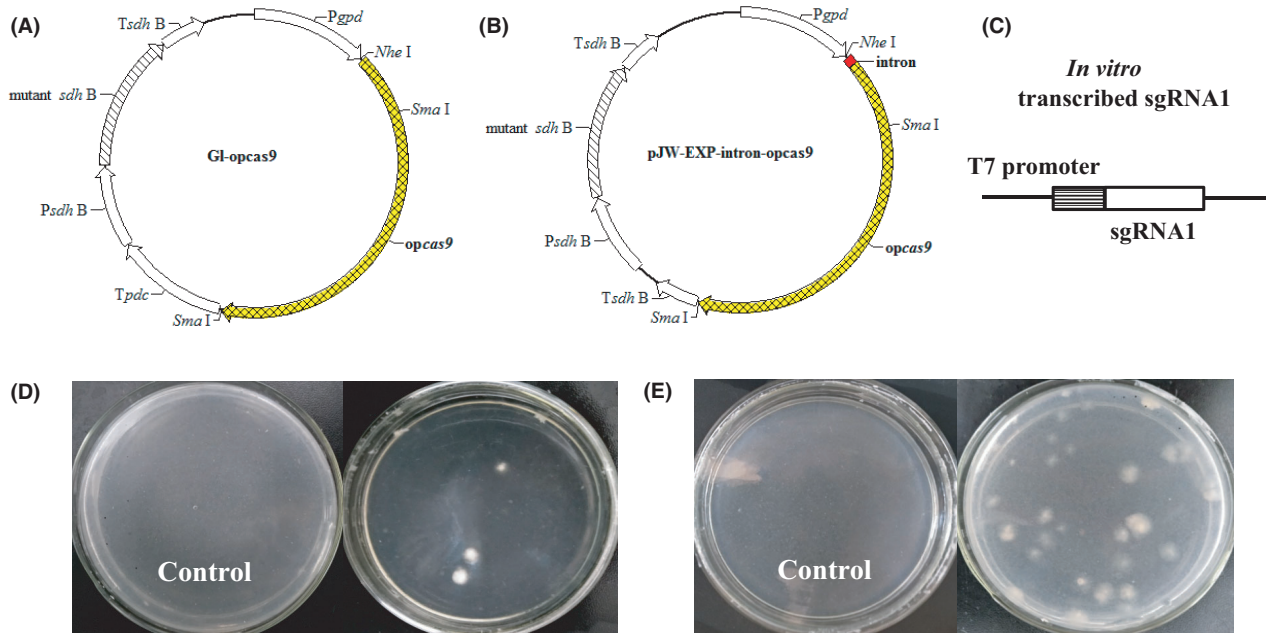 (A)
Tsdh B
Pgpd
Nhe I
mutant sdh B
Sma I
Gl-opcas9
Psdh B
opcas9
Tpdc
Sma I
(B)
Pgpd
Tsdh B
Nhe I
intron
mutant sdh B
Sma I
pJW-EXP-intron-opcas9
Psdh B
opcas9
Tsdh B
Sma I
(C)
In vitro
transcribed sgRNA1
T7 promoter
sgRNA1
(D)
Control
(E)
Control